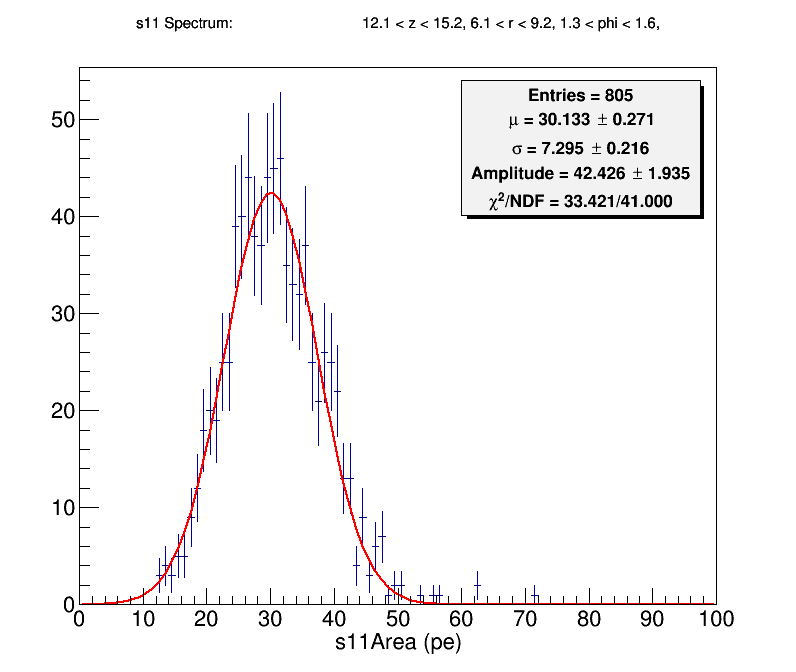 s11 Spectrum: 12.1 < z < 15.2, 6.1 < r < 9.2, 1.3 < phi < 1.6,
Entries = 805
μ = 30.133 ± 0.271
σ = 7.295 ± 0.216
Amplitude = 42.426 ± 1.935
χ²/NDF = 33.421/41.000
50
40
30
20
10
0
0 10 20 30 40 50 60 70 80 90 100
s11Area (pe)